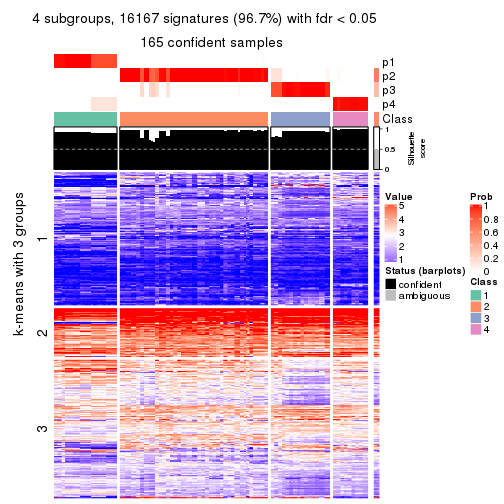 4 subgroups, 16167 signatures (96.7%) with fdr < 0.05
165 confident samples
p1
p2
p3
p4
Class
1
0.5
0
Silhouette
score
k-means with 3 groups
1
2
3
Value
5
4
3
2
1
Status (barplots)
confident
ambiguous
Prob
1
0.8
0.6
0.4
0.2
0
Class
1
2
3
4